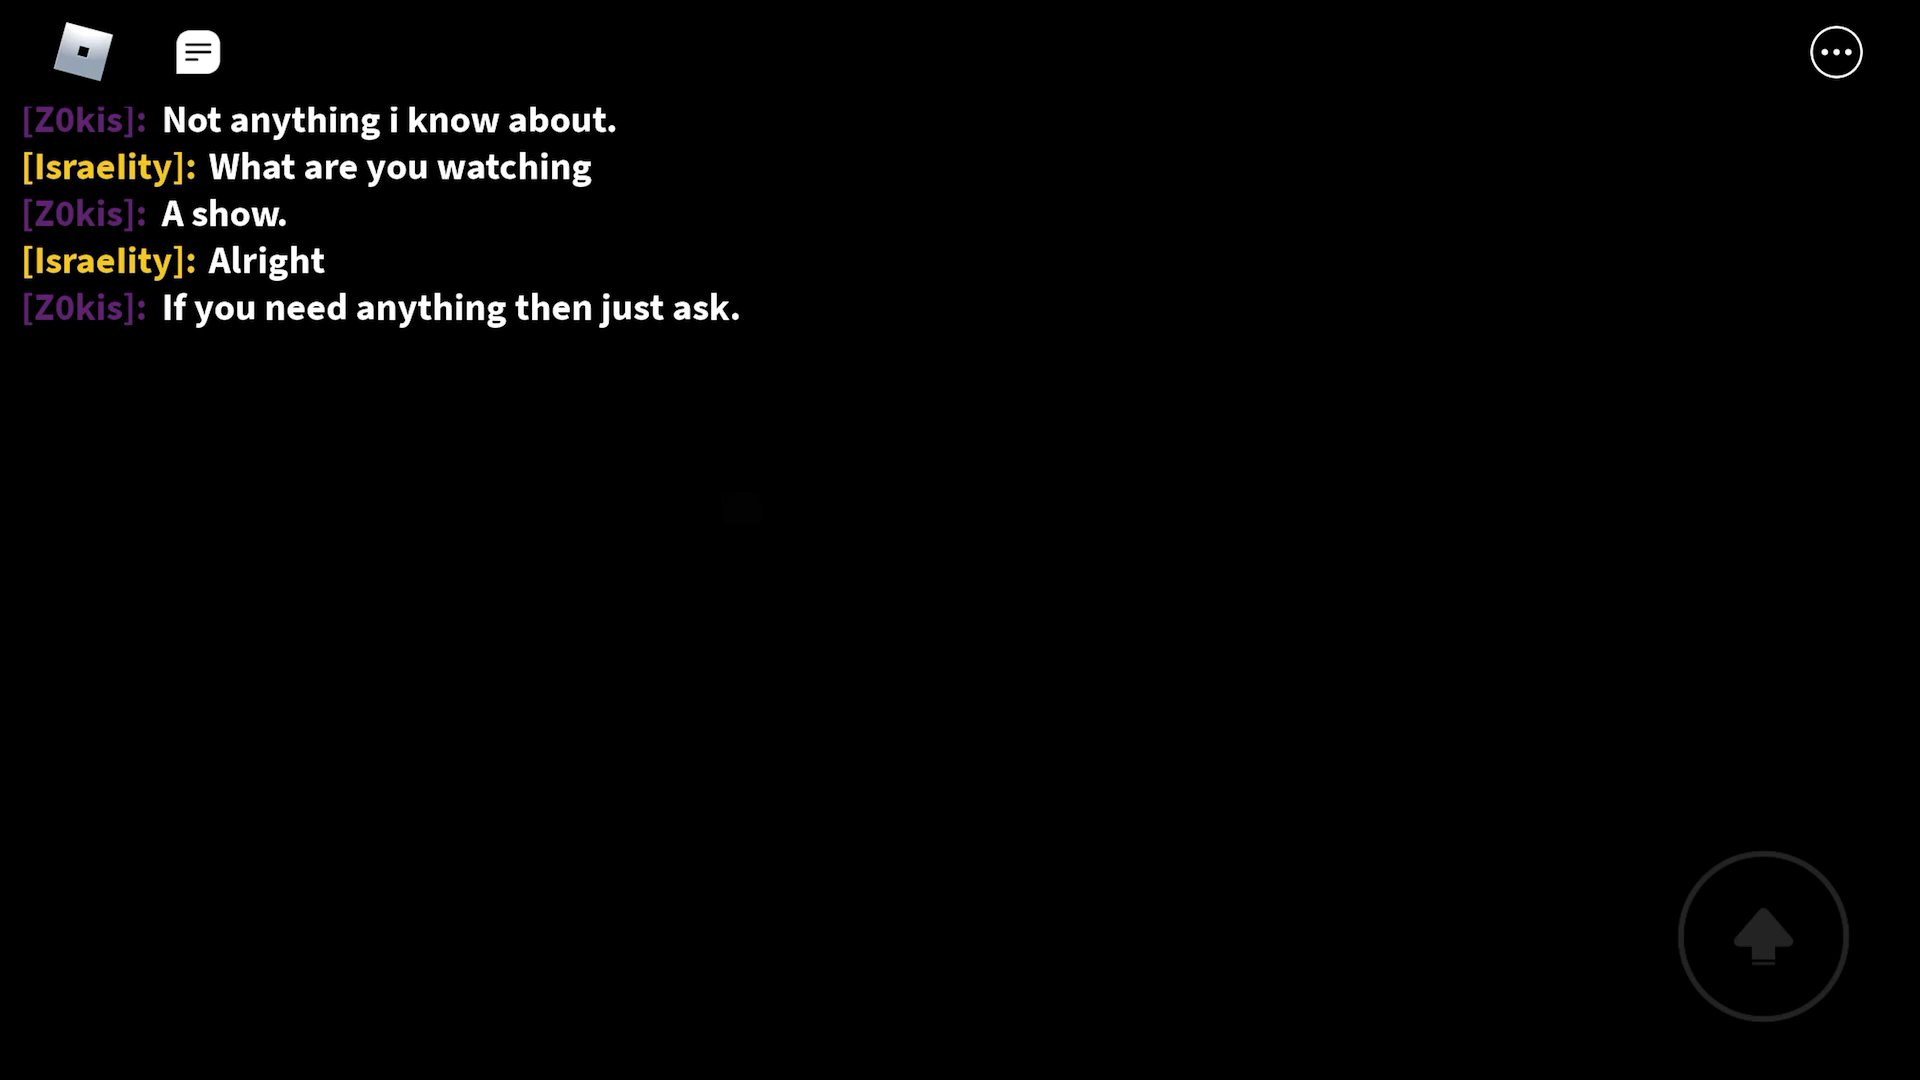 [Z0kis]: Not anything i know about.
[Israelity]: What are you watching
[Z0kis]: A show.
[Israelity]: Alright
[Z0kis]: If you need anything then just ask.